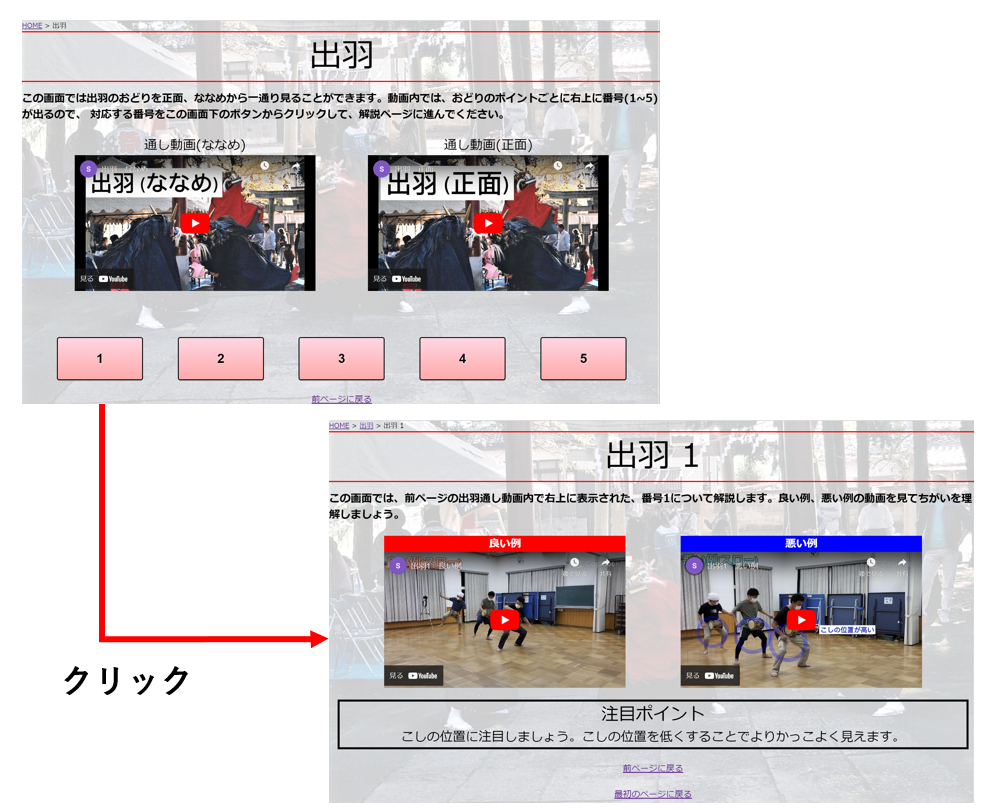 HOME > 出羽
出羽
この画面では出羽のおどりを正面、ななめから一通り見ることができます。動画内では、おどりのポイントごとに右上に番号(1~5)
が出るので、 対応する番号をこの画面下のボタンからクリックして、解説ページに進んでください。
通し動画(ななめ)
通し動画(正面)
S
出羽 (ななめ)
見る YouTube
S
出羽 (正面)
見る YouTube
1
2
3
4
5
前ページに戻る
クリック
HOME > 出羽 > 出羽 1
出羽 1
この画面では、前ページの出羽通し動画内で右上に表示された、番号1について解説します。良い例、悪い例の動画を見てちがいを理
解しましょう。
良い例
悪い例
S
出羽1 良い例
見る YouTube
S
出羽1 悪い例
こしの位置が高い
見る YouTube
注目ポイント
こしの位置に注目しましょう。こしの位置を低くすることでよりかっこよく見えます。
前ページに戻る
最初のページに戻る